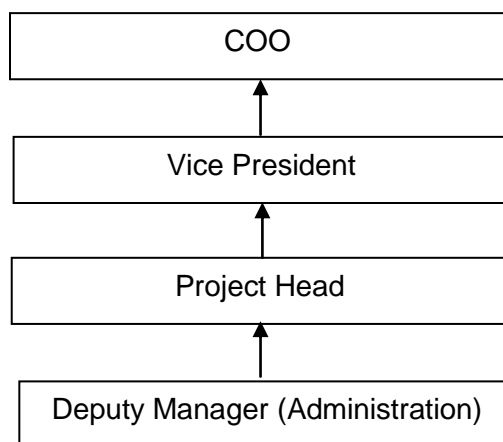 COO
Vice President
Project Head
Deputy Manager (Administration)